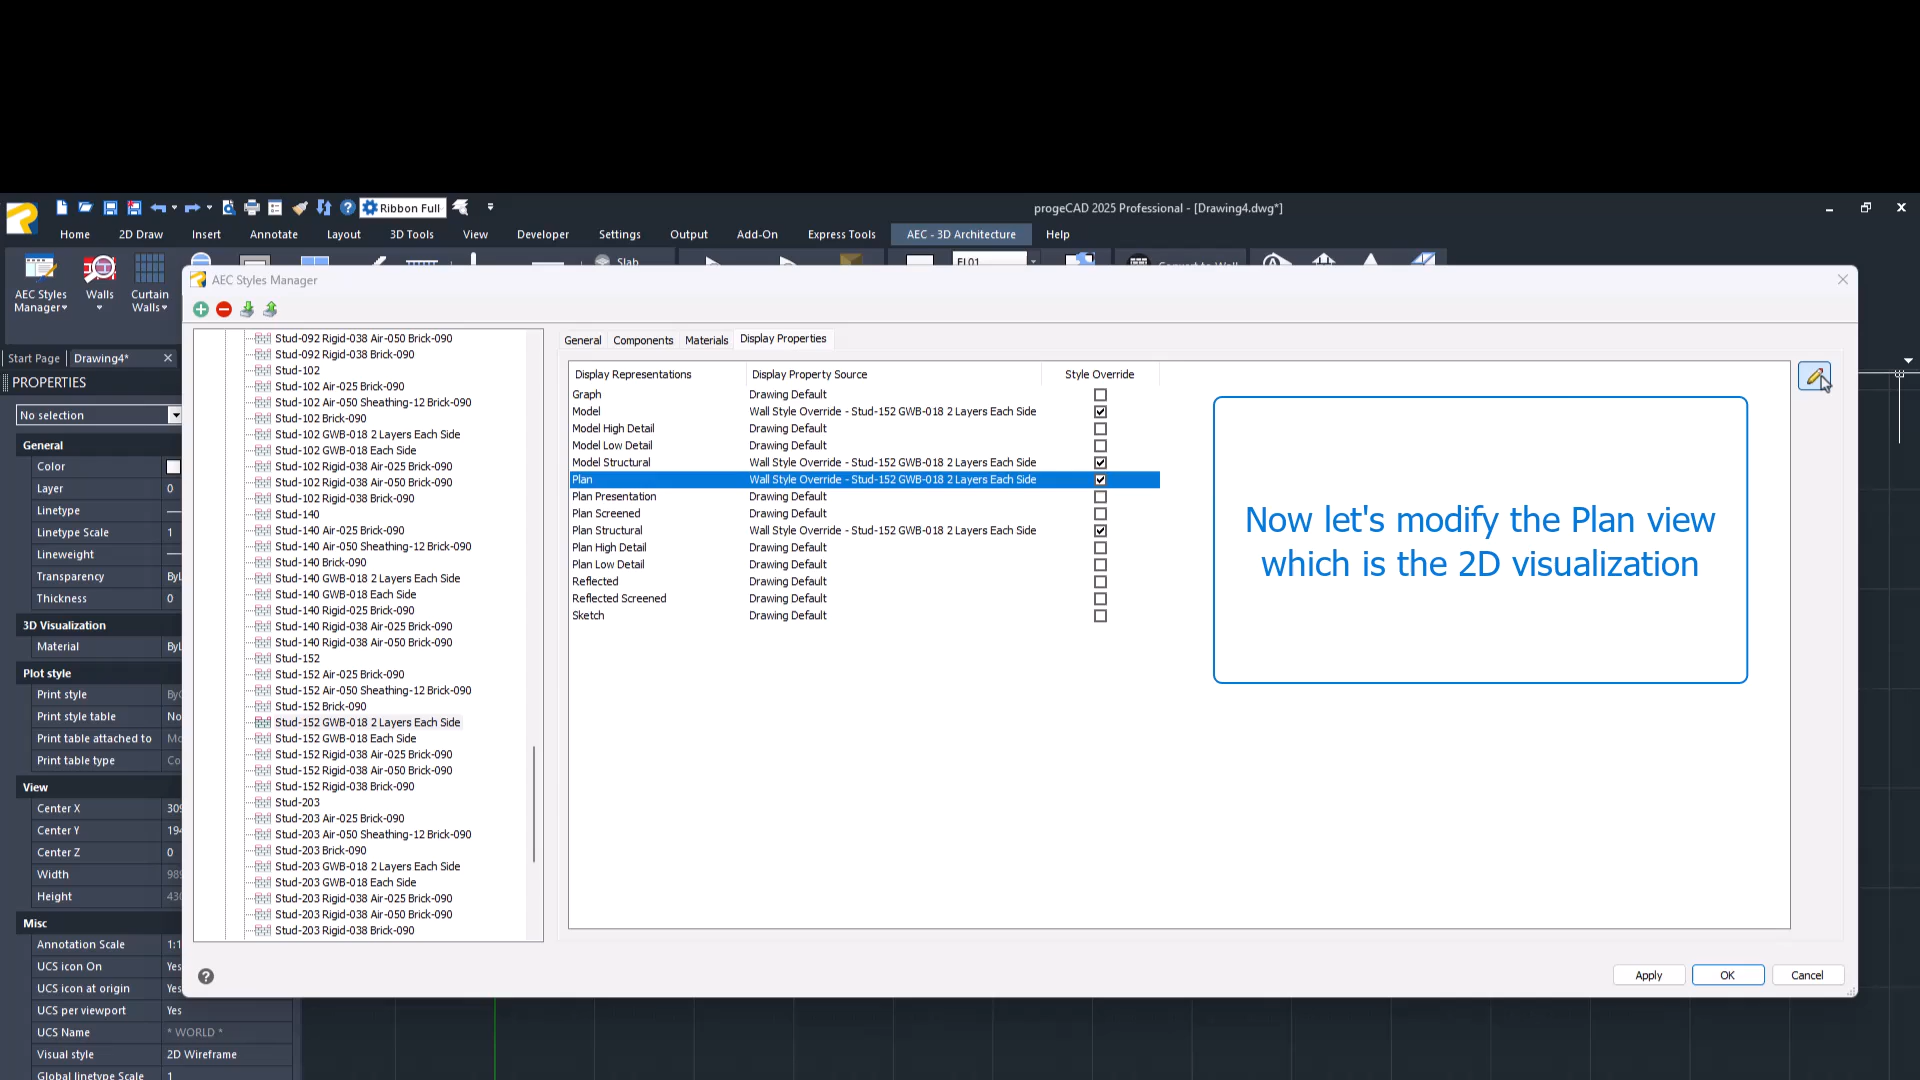 Ribbon Full
progeCAD 2025 Professional - [Drawing4.dwg*]
Home 2D Draw Insert Annotate Layout 3D Tools View Developer Settings Output Add-On Express Tools AEC - 3D Architecture Help
Slab
AEC Styles Manager
Walls
Curtain Walls
Start Page Drawing4*
PROPERTIES
No selection
General
Color
Layer 0
Linetype
Linetype Scale 1
Lineweight
Transparency
Thickness 0
3D Visualization
Material
Plot style
Print style
Print style table
Print table attached to
Print table type
View
Center X
Center Y
Center Z 0
Width
Height
Misc
Annotation Scale
UCS icon On Yes
UCS icon at origin Yes
UCS per viewport Yes
UCS Name * WORLD *
Visual style 2D Wireframe
Global linetype Scale 1
AEC Styles Manager
Stud-092 Rigid-038 Air-050 Brick-090
Stud-092 Rigid-038 Brick-090
Stud-102
Stud-102 Air-025 Brick-090
Stud-102 Air-050 Sheathing-12 Brick-090
Stud-102 Brick-090
Stud-102 GWB-018 2 Layers Each Side
Stud-102 GWB-018 Each Side
Stud-102 Rigid-038 Air-025 Brick-090
Stud-102 Rigid-038 Air-050 Brick-090
Stud-102 Rigid-038 Brick-090
Stud-140
Stud-140 Air-025 Brick-090
Stud-140 Air-050 Sheathing-12 Brick-090
Stud-140 Brick-090
Stud-140 GWB-018 2 Layers Each Side
Stud-140 GWB-018 Each Side
Stud-140 Rigid-025 Brick-090
Stud-140 Rigid-038 Air-025 Brick-090
Stud-140 Rigid-038 Air-050 Brick-090
Stud-152
Stud-152 Air-025 Brick-090
Stud-152 Air-050 Sheathing-12 Brick-090
Stud-152 Brick-090
Stud-152 GWB-018 2 Layers Each Side
Stud-152 GWB-018 Each Side
Stud-152 Rigid-038 Air-025 Brick-090
Stud-152 Rigid-038 Air-050 Brick-090
Stud-152 Rigid-038 Brick-090
Stud-203
Stud-203 Air-025 Brick-090
Stud-203 Air-050 Sheathing-12 Brick-090
Stud-203 Brick-090
Stud-203 GWB-018 2 Layers Each Side
Stud-203 GWB-018 Each Side
Stud-203 Rigid-038 Air-025 Brick-090
Stud-203 Rigid-038 Air-050 Brick-090
Stud-203 Rigid-038 Brick-090
General Components Materials Display Properties
Display Representations Display Property Source Style Override
Graph Drawing Default
Model Wall Style Override - Stud-152 GWB-018 2 Layers Each Side
Model High Detail Drawing Default
Model Low Detail Drawing Default
Model Structural Wall Style Override - Stud-152 GWB-018 2 Layers Each Side
Plan Wall Style Override - Stud-152 GWB-018 2 Layers Each Side
Plan Presentation Drawing Default
Plan Screened Drawing Default
Plan Structural Wall Style Override - Stud-152 GWB-018 2 Layers Each Side
Plan High Detail Drawing Default
Plan Low Detail Drawing Default
Reflected Drawing Default
Reflected Screened Drawing Default
Sketch Drawing Default
Now let's modify the Plan view
which is the 2D visualization
Apply OK Cancel